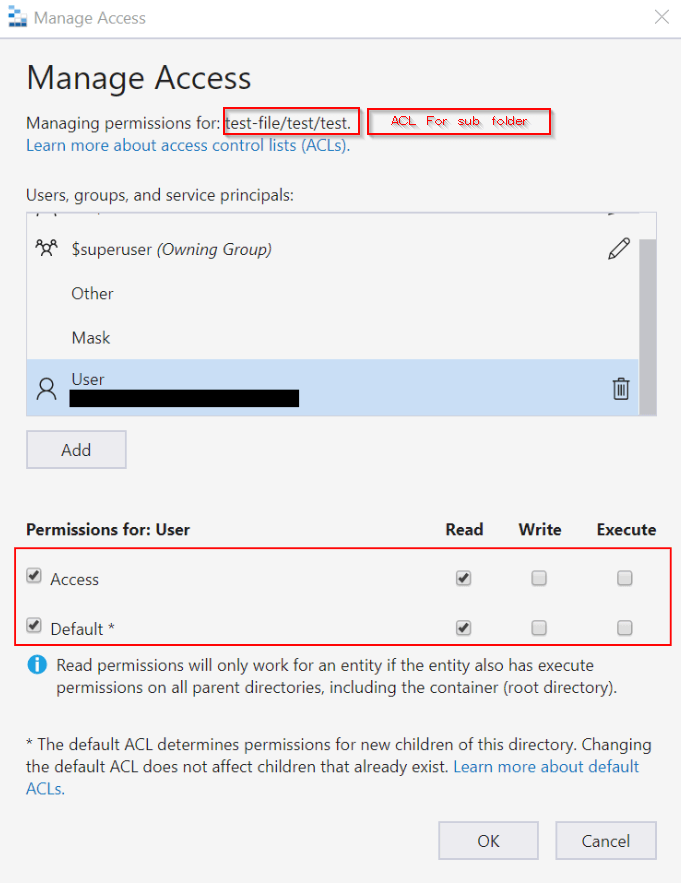 Manage Access
Manage Access
Managing permissions for: test-file/test/test. ACL For sub folder
Learn more about access control lists (ACLs).
Users, groups, and service principals:
$superuser (Owning Group)
Other
Mask
User
Add
Permissions for: User Read Write Execute
Access
Default *
Read permissions will only work for an entity if the entity also has execute
permissions on all parent directories, including the container (root directory).
* The default ACL determines permissions for new children of this directory. Changing
the default ACL does not affect children that already exist. Learn more about default
ACLs.
OK Cancel